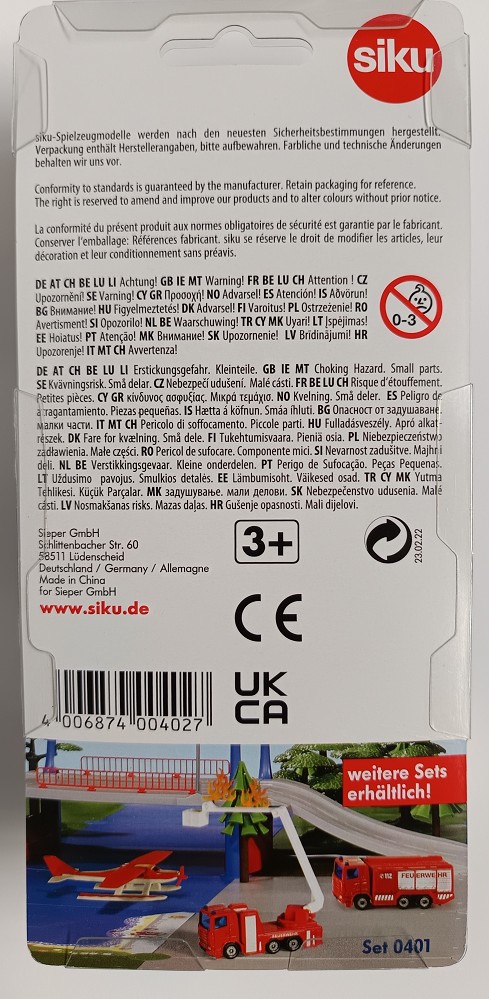 siku
siku-Spielzeugmodelle werden nach den neuesten Sicherheitsbestimmungen hergestellt.
Verpackung enthält Herstellerangaben, bitte aufbewahren. Farbliche und technische Änderungen
behalten wir uns vor.
Conformity to standards is guaranteed by the manufacturer. Retain packaging for reference.
The right is reserved to amend and improve our products and to alter colours without prior notice.
La conformité du présent produit aux normes obligatoires de sécurité est garantie par le fabricant.
Conserver l'emballage: Références fabricant. siku se réserve le droit de modifier les articles, leur
décoration et leur conditionnement sans préavis.
DE AT CH BE LU LI Achtung! GB IE MT Warning! FR BE LU CH Attention ! CZ
Upozornění! SE Varning! CY GR Προσοχή! NO Advarsel! ES Atención! IS Aðvörun!
BG Внимание! HU Figyelmeztetés! DK Advarsel! FI Varoitus! PL Ostrzeżenie! RO
Avertisment! SI Opozorilo! NL BE Waarschuwing! TR CY MK Uyarı! LT Įspėjimas!
EE Hoiatus! PT Atenção! MK Внимание! SK Upozornenie! LV Brīdinājumi! HR
Upozorenje! IT MT CH Avvertenza!
0-3
DE AT CH BE LU LI Erstickungsgefahr. Kleinteile. GB IE MT Choking Hazard. Small parts.
SE Kvävningsrisk. Små delar. CZ Nebezpečí udušení. Malé části. FR BE LU CH Risque d'étouffement.
Petites pièces. CY GR κίνδυνος ασφυξίας. Μικρά τεμάχιο. NO Kvelning. Små deler. ES Peligro de
atragantamiento. Piezas pequeñas. IS Hætta á köfnun. Smáa íhluti. BG Опасност от задушаване.
малки части. IT MT CH Pericolo di soffocamento. Piccole parti. HU Fulladásveszély. Apró alkat-
részek. DK Fare for kvælning. Små dele. FI Tukehtumisvaara. Pieniä osia. PL Niebezpieczeństwo
zadławienia. Małe części. RO Pericol de sufocare. Componente mici. SI Nevarnost zadušitve. Majhni
deli. NL BE Verstikkingsgevaar. Kleine onderdelen. PT Perigo de Sufocação. Peças Pequenas.
LT Uždusimo pavojus. Smulkios detalės. EE Lämbumisoht. Väikesed osad. TR CY MK Yutma
Tehlikesi. Küçük Parçalar. MK задушување. мали делови. SK Nebezpečenstvo udusenia. Malé
časti. LV Nosmakšanas risks. Mazas daļas. HR Gušenje opasnosti. Mali dijelovi.
Sieper GmbH
Schlittenbacher Str. 60
58511 Lüdenscheid
Deutschland / Germany / Allemagne
Made in China
for Sieper GmbH
www.siku.de
3+
23.02.22
CE
UK
CA
4 006874 004027
weitere Sets
erhältlich!
FEUERWEHR
FEUERWEHR
Set 0401